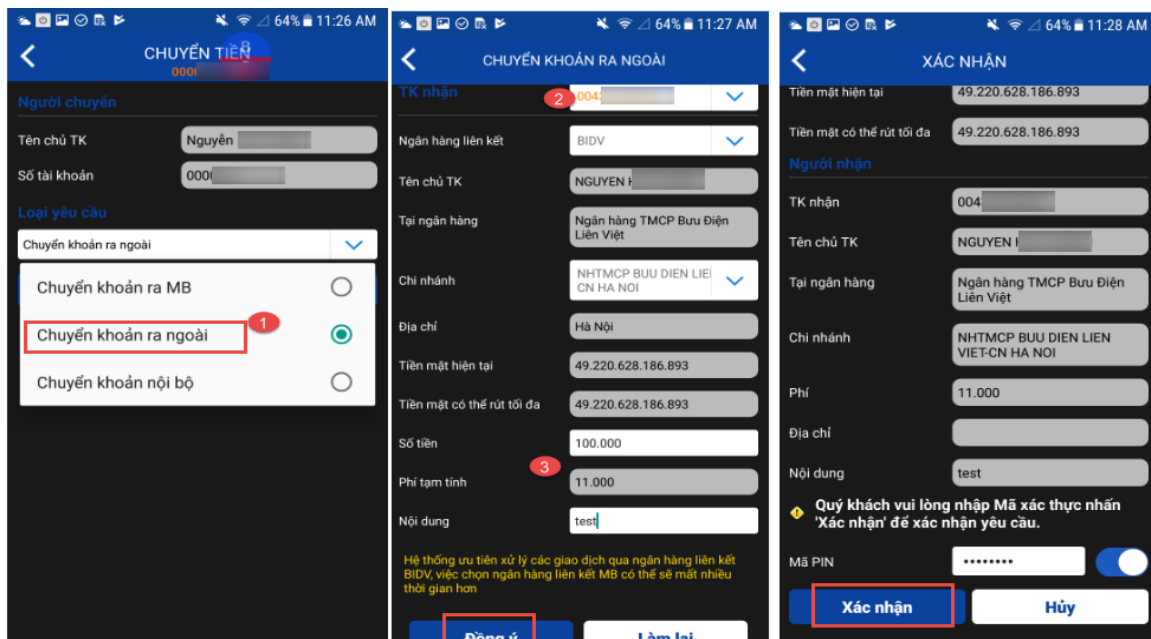 64% 11:26 AM
CHUYỂN TIỀN
0000
Người chuyển
Tên chủ TK
Nguyễn
Số tài khoản
0000
Loại yêu cầu
Chuyển khoản ra ngoài
Chuyển khoản ra MB
Chuyển khoản ra ngoài
1
Chuyển khoản nội bộ
64% 11:27 AM
CHUYỂN KHOẢN RA NGOÀI
TK nhận
2
004
Ngân hàng liên kết
BIDV
Tên chủ TK
NGUYEN H
Tại ngân hàng
Ngân hàng TMCP Bưu Điện
Liên Việt
Chi nhánh
NHTMCP BUU DIEN LIE
CN HA NOI
Địa chỉ
Hà Nội
Tiền mặt hiện tại
49.220.628.186.893
Tiền mặt có thể rút tối đa
49.220.628.186.893
Số tiền
100.000
3
Phí tạm tính
11.000
Nội dung
test
Hệ thống ưu tiên xử lý các giao dịch qua ngân hàng liên kết
BIDV, việc chọn ngân hàng liên kết MB có thể sẽ mất nhiều
thời gian hơn
Đồng ý
Làm lại
64% 11:28 AM
XÁC NHẬN
Tiền mặt hiện tại
49.220.628.186.893
Tiền mặt có thể rút tối đa
49.220.628.186.893
Người nhận
TK nhận
004
Tên chủ TK
NGUYEN
Tại ngân hàng
Ngân hàng TMCP Bưu Điện
Liên Việt
Chi nhánh
NHTMCP BUU DIEN LIEN
VIET-CN HA NOI
Phí
11.000
Địa chỉ
Nội dung
test
Quý khách vui lòng nhập Mã xác thực nhấn
'Xác nhận' để xác nhận yêu cầu.
Mã PIN
••••••••
Xác nhận
Hủy